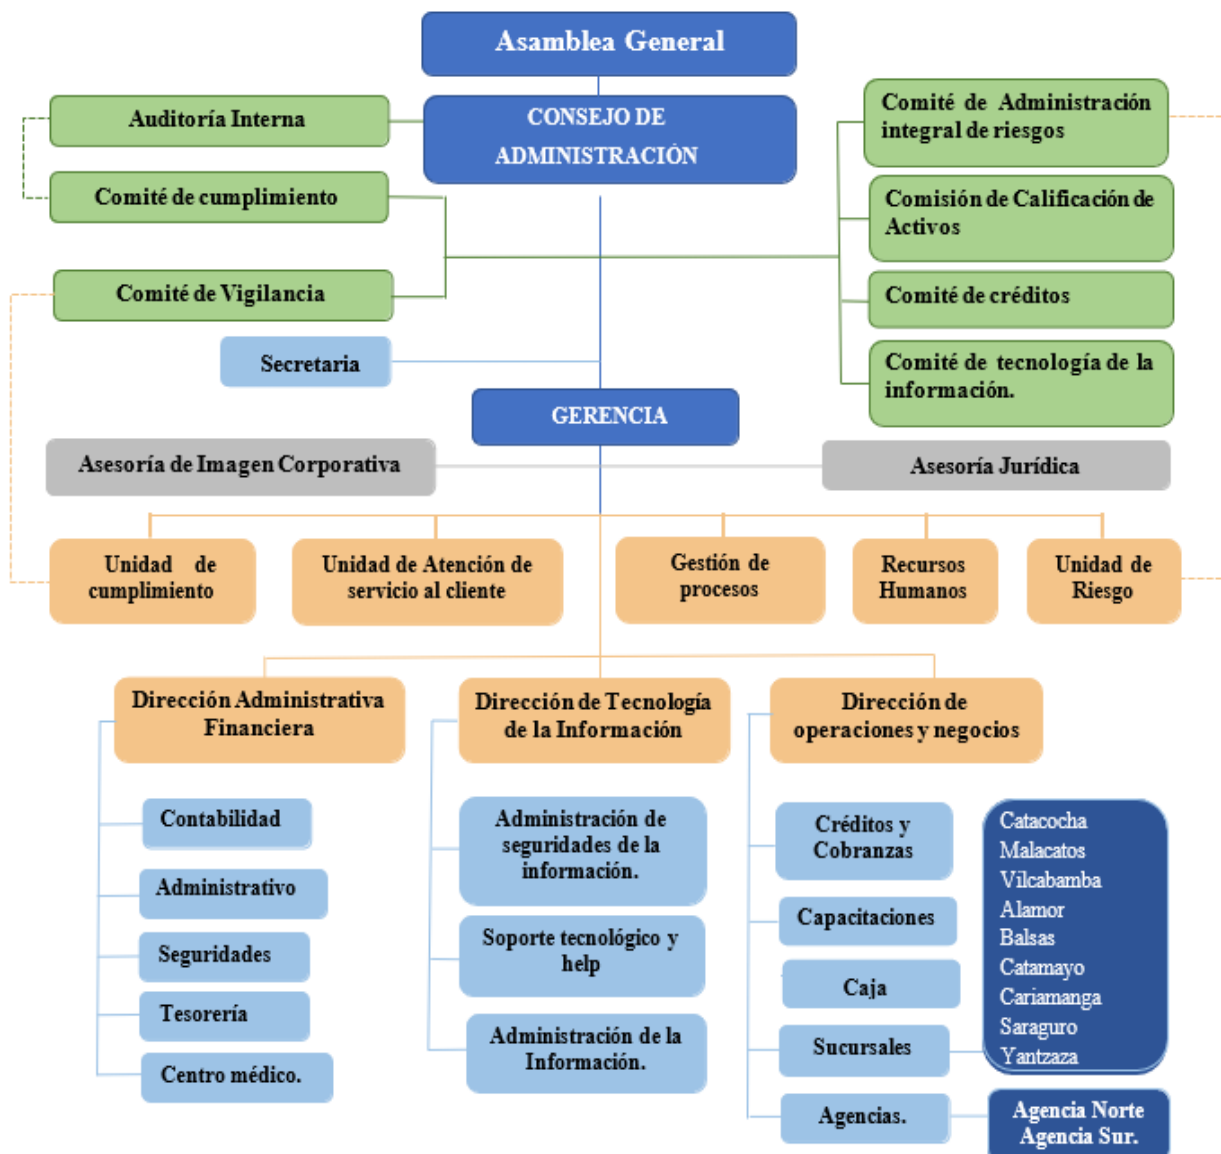 Asamblea General
CONSEJO DE
ADMINISTRACIÓN
Auditoría Interna
Comité de cumplimiento
Comité de Vigilancia
Comité de Administración
integral de riesgos
Comisión de Calificación de
Activos
Comité de créditos
Comité de tecnología de la
información.
Secretaria
GERENCIA
Asesoría de Imagen Corporativa
Asesoría Jurídica
Unidad de
cumplimiento
Unidad de Atención de
servicio al cliente
Gestión de
procesos
Recursos
Humanos
Unidad de
Riesgo
Dirección Administrativa
Financiera
Dirección de Tecnología
de la Información
Dirección de
operaciones y negocios
Contabilidad
Administrativo
Seguridades
Tesorería
Centro médico.
Administración de
seguridades de la
información.
Soporte tecnológico y
help
Administración de la
Información.
Créditos y
Cobranzas
Capacitaciones
Caja
Sucursales
Agencias.
Catacocha
Malacatos
Vilcabamba
Alamor
Balsas
Catamayo
Cariamanga
Saraguro
Yantzaza
Agencia Norte
Agencia Sur.